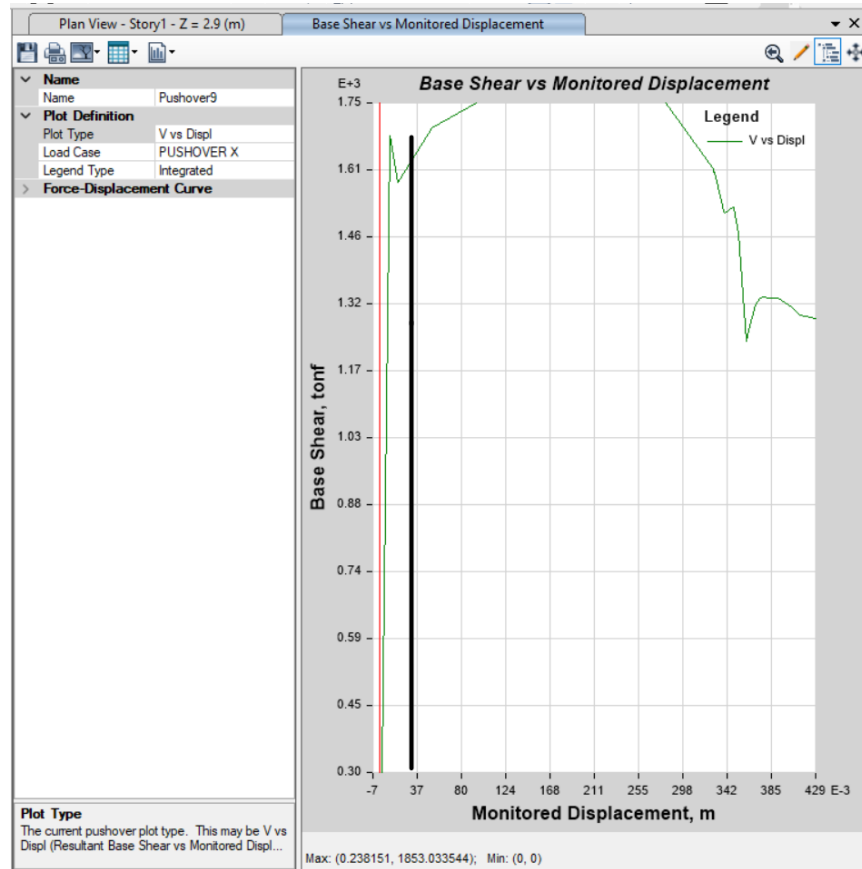 Plan View - Story1 - Z = 2.9 (m)
Base Shear vs Monitored Displacement
Name
Name Pushover9
Plot Definition
Plot Type V vs Displ
Load Case PUSHOVER X
Legend Type Integrated
Force-Displacement Curve
Plot Type
The current pushover plot type. This may be V vs
Displ (Resultant Base Shear vs Monitored Displ...
E+3
Base Shear vs Monitored Displacement
Legend
V vs Displ
1.75
1.61
1.46
1.32
1.17
1.03
0.88
0.74
0.59
0.45
0.30
Base Shear, tonf
-7 37 80 124 168 211 255 298 342 385 429 E-3
Monitored Displacement, m
Max: (0.238151, 1853.033544); Min: (0, 0)